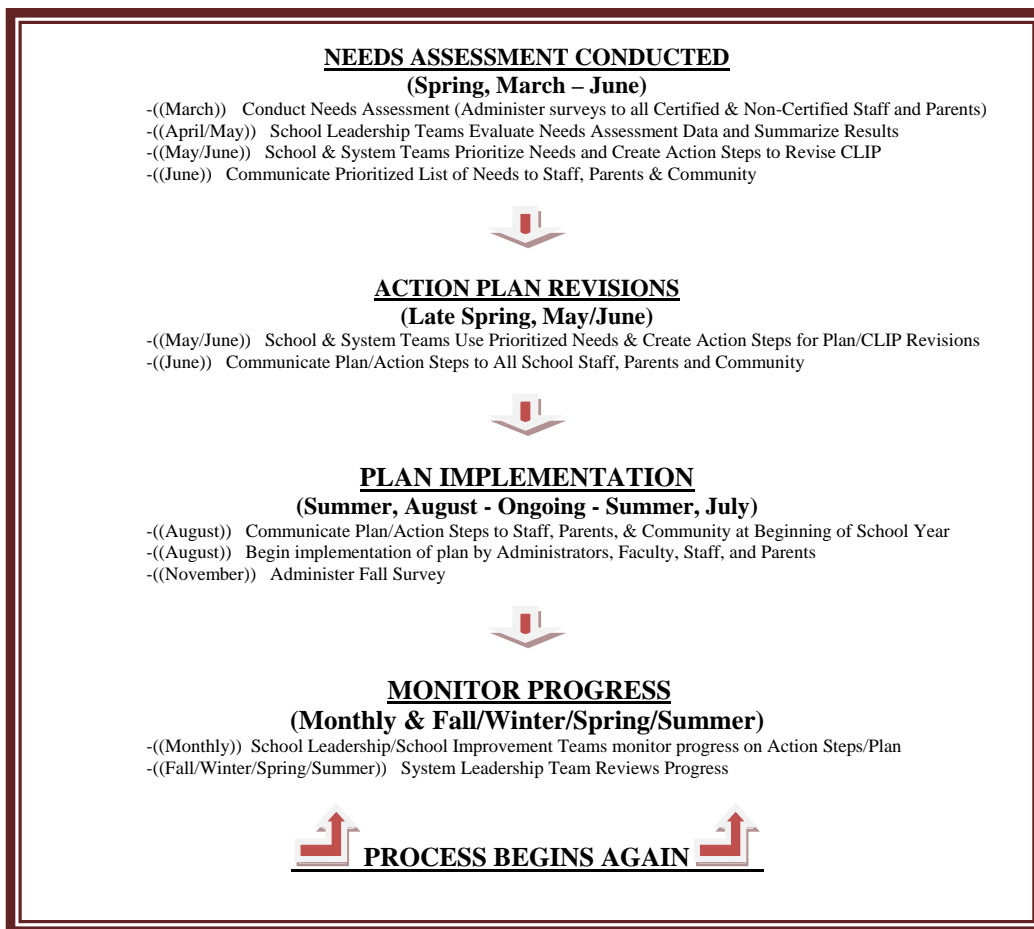 NEEDS ASSESSMENT CONDUCTED
(Spring, March – June)
-((March)) Conduct Needs Assessment (Administer surveys to all Certified & Non-Certified Staff and Parents)
-((April/May)) School Leadership Teams Evaluate Needs Assessment Data and Summarize Results
-((May/June)) School & System Teams Prioritize Needs and Create Action Steps to Revise CLIP
-((June)) Communicate Prioritized List of Needs to Staff, Parents & Community
ACTION PLAN REVISIONS
(Late Spring, May/June)
-((May/June)) School & System Teams Use Prioritized Needs & Create Action Steps for Plan/CLIP Revisions
-((June)) Communicate Plan/Action Steps to All School Staff, Parents and Community
PLAN IMPLEMENTATION
(Summer, August - Ongoing - Summer, July)
-((August)) Communicate Plan/Action Steps to Staff, Parents, & Community at Beginning of School Year
-((August)) Begin implementation of plan by Administrators, Faculty, Staff, and Parents
-((November)) Administer Fall Survey
MONITOR PROGRESS
(Monthly & Fall/Winter/Spring/Summer)
-((Monthly)) School Leadership/School Improvement Teams monitor progress on Action Steps/Plan
-((Fall/Winter/Spring/Summer)) System Leadership Team Reviews Progress
PROCESS BEGINS AGAIN